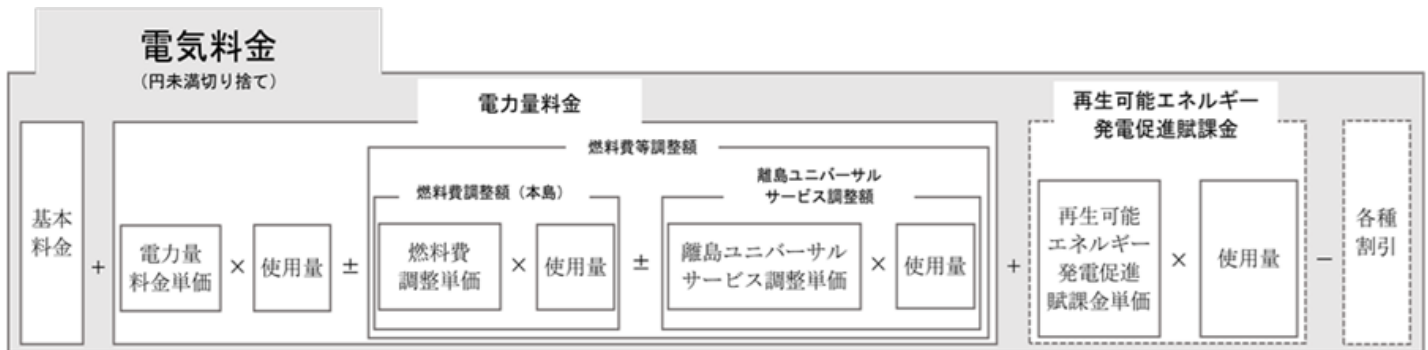 電気料金
(円未満切り捨て)
電力量料金
再生可能エネルギー
発電促進賦課金
燃料費等調整額
燃料費調整額（本島）
離島ユニバーサル
サービス調整額
基本
料金
+
電力量
料金単価
×
使用量
±
燃料費
調整単価
×
使用量
±
離島ユニバーサル
サービス調整単価
×
使用量
+
再生可能
エネルギー
発電促進
賦課金単価
×
使用量
−
各種
割引